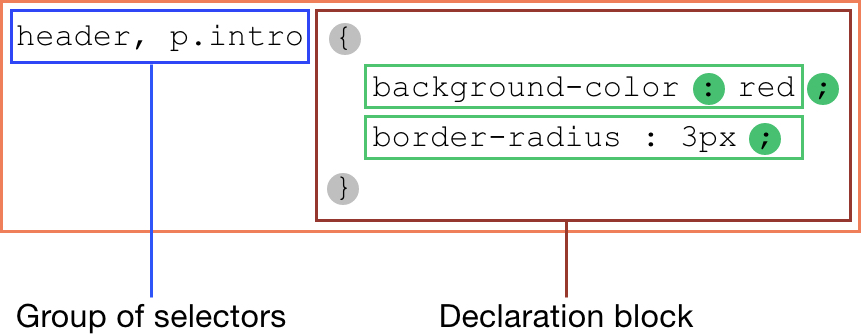 header, p.intro {
background-color : red ;
border-radius : 3px ;
}
Group of selectors
Declaration block